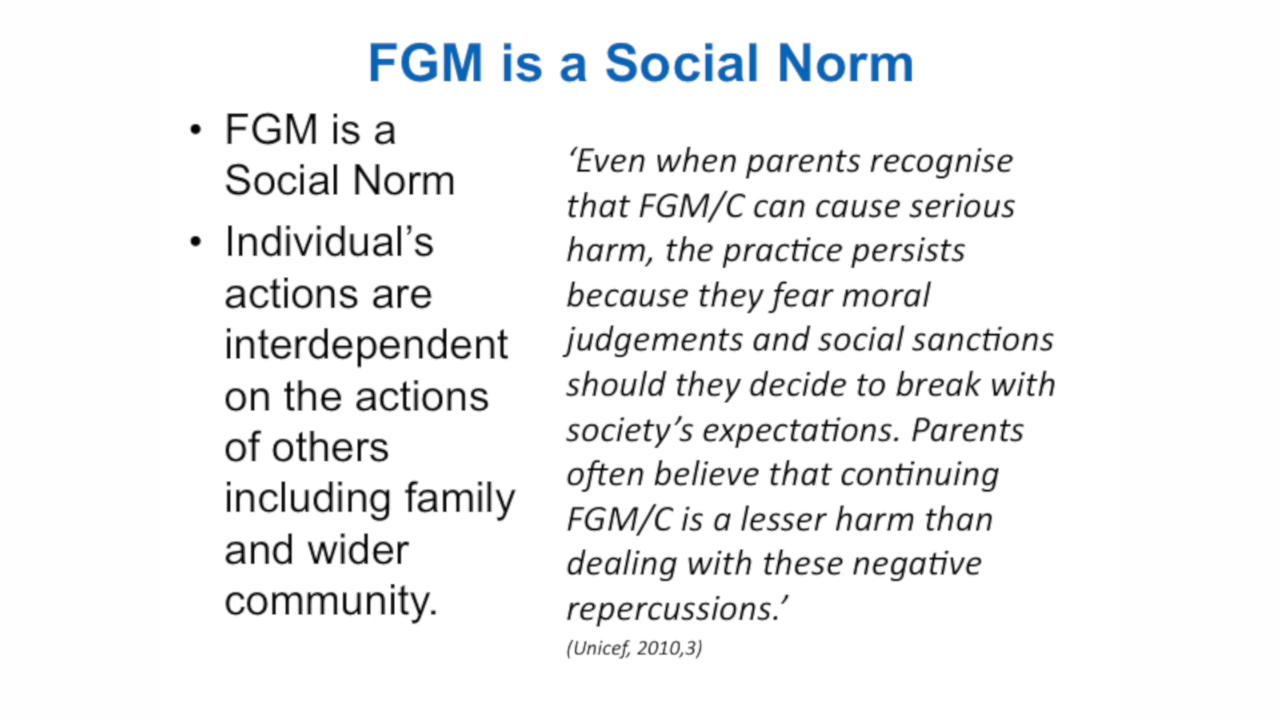 FGM is a Social Norm
• FGM is a
Social Norm
• Individual’s
actions are
interdependent
on the actions
of others
including family
and wider
community.
‘Even when parents recognise
that FGM/C can cause serious
harm, the practice persists
because they fear moral
judgements and social sanctions
should they decide to break with
society’s expectations. Parents
often believe that continuing
FGM/C is a lesser harm than
dealing with these negative
repercussions.’
(Unicef, 2010,3)